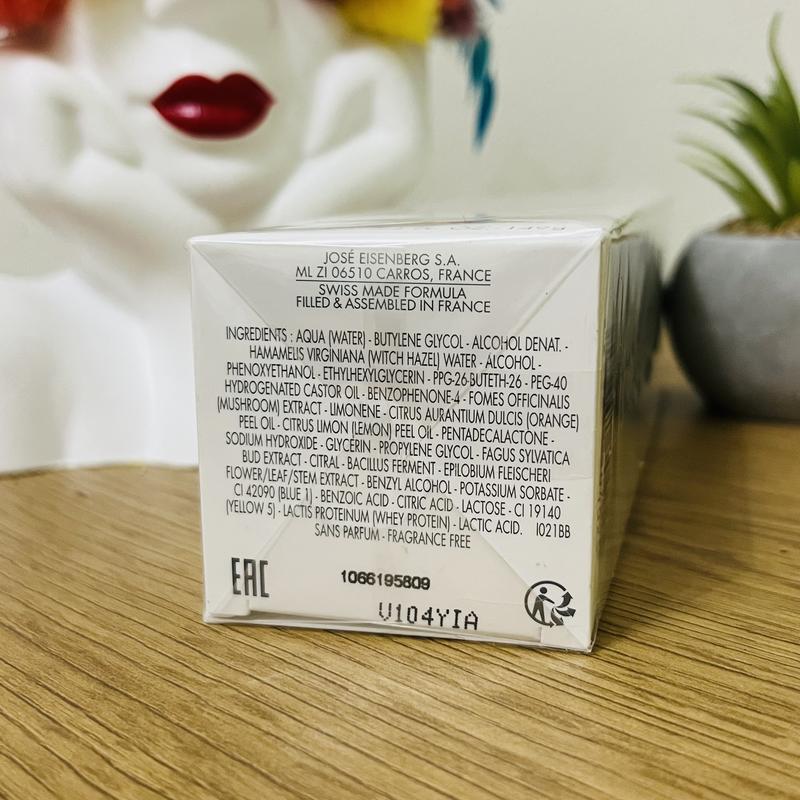 JOSÉ EISENBERG S.A.
ML ZI 06510 CARROS, FRANCE
SWISS MADE FORMULA
FILLED & ASSEMBLED IN FRANCE
INGREDIENTS : AQUA (WATER) - BUTYLENE GLYCOL - ALCOHOL DENAT. -
HAMAMELIS VIRGINIANA (WITCH HAZEL) WATER - ALCOHOL -
PHENOXYETHANOL - ETHYLHEXYLGLYCERIN - PPG-26-BUTETH-26 - PEG-40
HYDROGENATED CASTOR OIL - BENZOPHENONE-4 - FOMES OFFICINALIS
(MUSHROOM) EXTRACT - LIMONENE - CITRUS AURANTIUM DULCIS (ORANGE)
PEEL OIL - CITRUS LIMON (LEMON) PEEL OIL - PENTADECALACTONE -
SODIUM HYDROXIDE - GLYCERIN - PROPYLENE GLYCOL - FAGUS SYLVATICA
BUD EXTRACT - CITRAL - BACILLUS FERMENT - EPILOBIUM FLEISCHERI
FLOWER/LEAF/STEM EXTRACT - BENZYL ALCOHOL - POTASSIUM SORBATE -
CI 42090 (BLUE 1) - BENZOIC ACID - CITRIC ACID - LACTOSE - CI 19140
(YELLOW 5) - LACTIS PROTEINUM (WHEY PROTEIN) - LACTIC ACID. I021BB
SANS PARFUM - FRAGRANCE FREE
EAC
1066195809
V104YIA